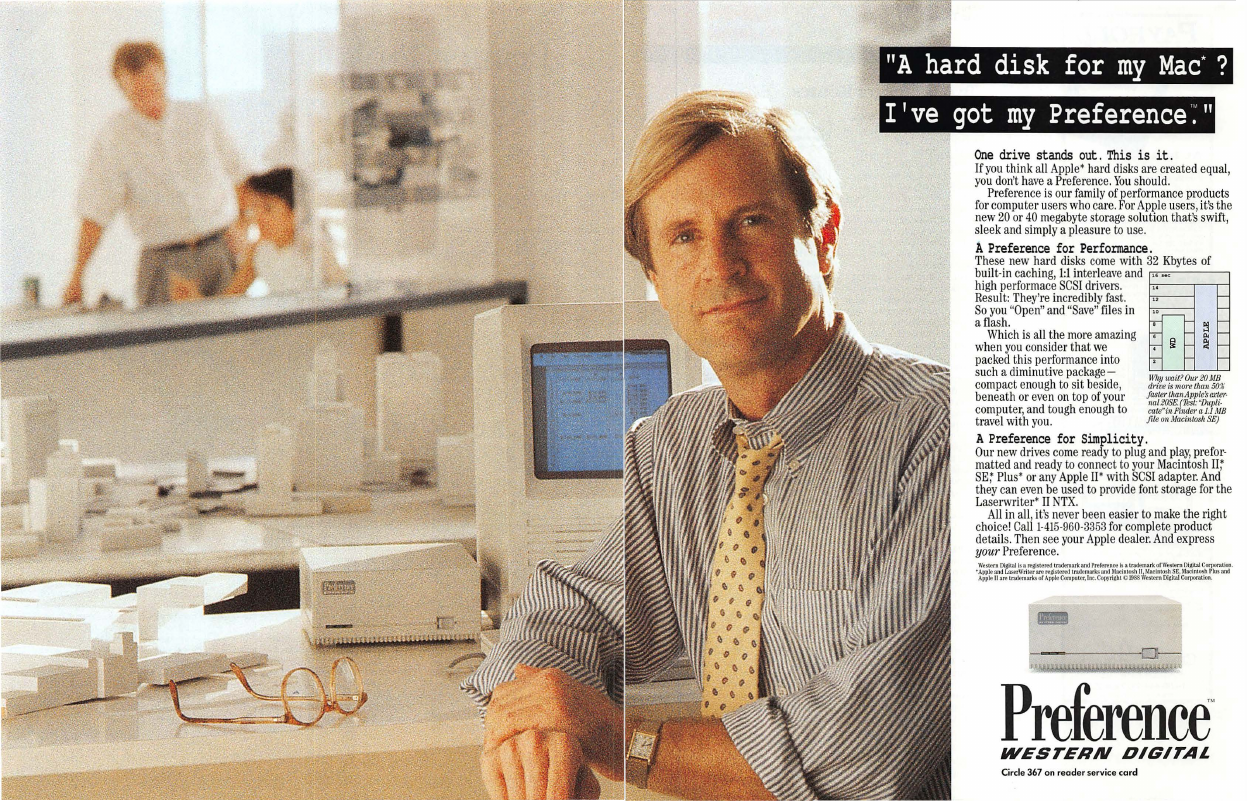 "A hard disk for my Mac* ?
I've got my Preference.™"
One drive stands out. This is it.
If you think all Apple* hard disks are created equal,
you don't have a Preference. You should.
Preference is our family of performance products
for computer users who care. For Apple users, it's the
new 20 or 40 megabyte storage solution that's swift,
sleek and simply a pleasure to use.
A Preference for Performance.
These new hard disks come with 32 Kbytes of
built-in caching, 1:1 interleave and
high performace SCSI drivers.
Result: They're incredibly fast.
So you “Open” and “Save” files in
a flash.
Which is all the more amazing
when you consider that we
packed this performance into
such a diminutive package—
compact enough to sit beside,
beneath or even on top of your
computer, and tough enough to
travel with you.
16 sec
14
12
10
8
6
4
2
WD
APPLE
Why wait? Our 20 MB
drive is more than 50%
faster than Apple's exter-
nal 20SE. (Test: “Dupli-
cate” in Finder a 1.1 MB
file on Macintosh SE)
A Preference for Simplicity.
Our new drives come ready to plug and play, prefor-
matted and ready to connect to your Macintosh II,*
SE,* Plus* or any Apple II* with SCSI adapter. And
they can even be used to provide font storage for the
Laserwriter* II NTX.
All in all, it's never been easier to make the right
choice! Call 1-415-960-3353 for complete product
details. Then see your Apple dealer. And express
your Preference.
Western Digital is a registered trademark and Preference is a trademark of Western Digital Corporation.
*Apple and LaserWriter are registered trademarks and Macintosh II, Macintosh SE, Macintosh Plus and
Apple II are trademarks of Apple Computer, Inc. Copyright © 1988 Western Digital Corporation.
Preference
Preference™
WESTERN DIGITAL
Circle 367 on reader service card